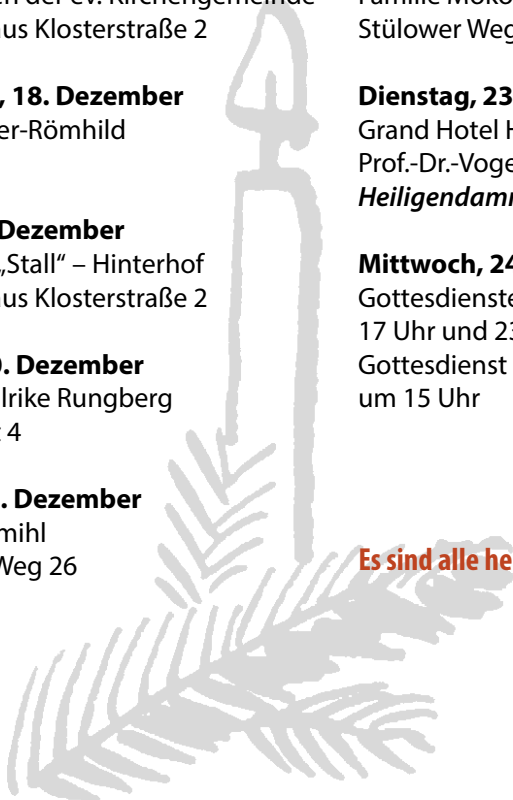 en der ev. Kirchengemeinde
us Klosterstraße 2
, 18. Dezember
er-Römhild
Dezember
„Stall“ – Hinterhof
us Klosterstraße 2
. Dezember
lrike Rungberg
4
. Dezember
mihl
Weg 26
Familie Moko
Stülower Weg
Dienstag, 23
Grand Hotel H
Prof.-Dr.-Voge
Heiligendamm
Mittwoch, 24
Gottesdienste
17 Uhr und 23
Gottesdienst
um 15 Uhr
Es sind alle he